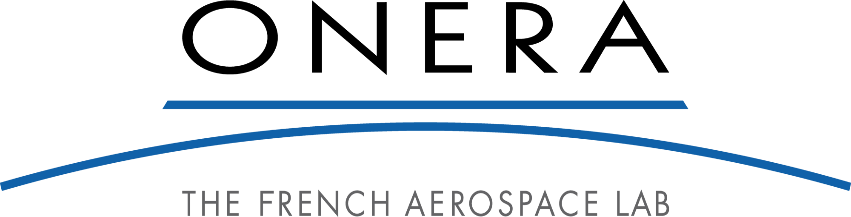 ONERA
THE FRENCH AEROSPACE LAB